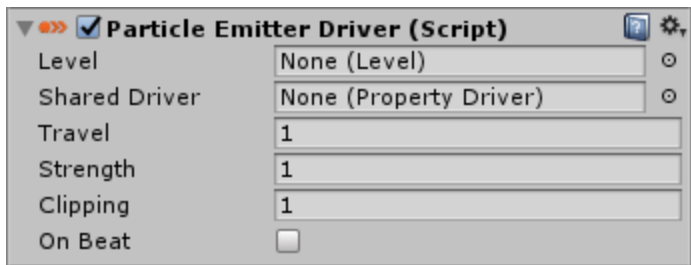 Particle Emitter Driver (Script)
Level None (Level)
Shared Driver None (Property Driver)
Travel 1
Strength 1
Clipping 1
On Beat